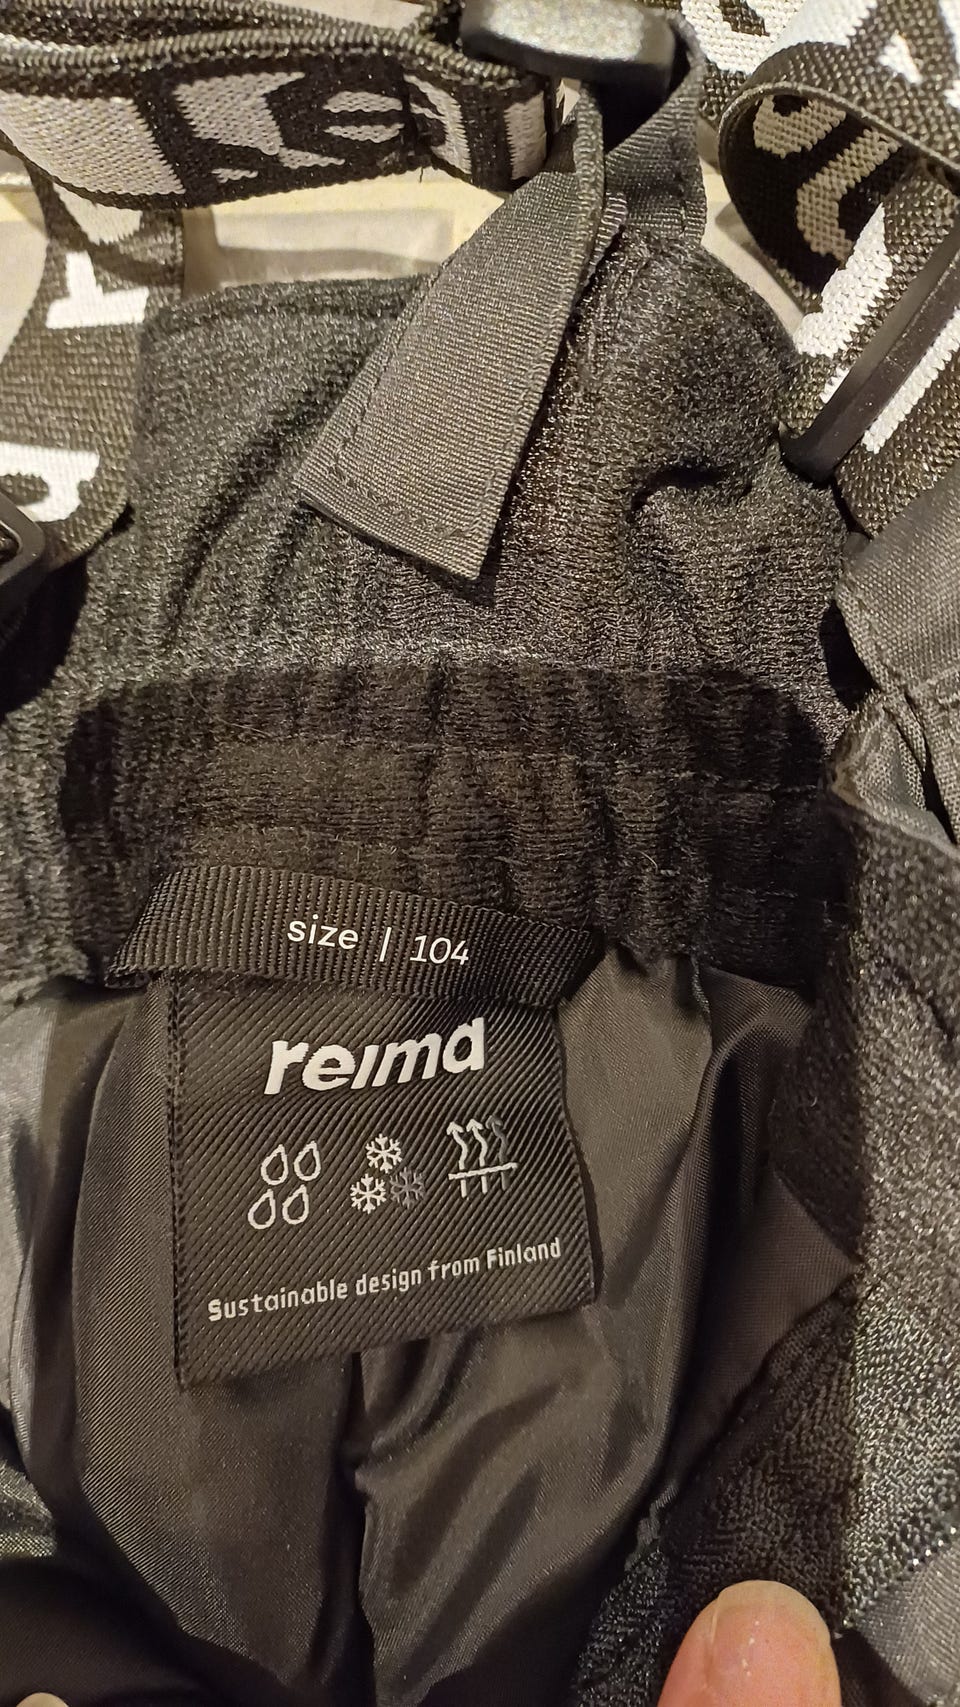 size | 104
reima
Sustainable design from Finland